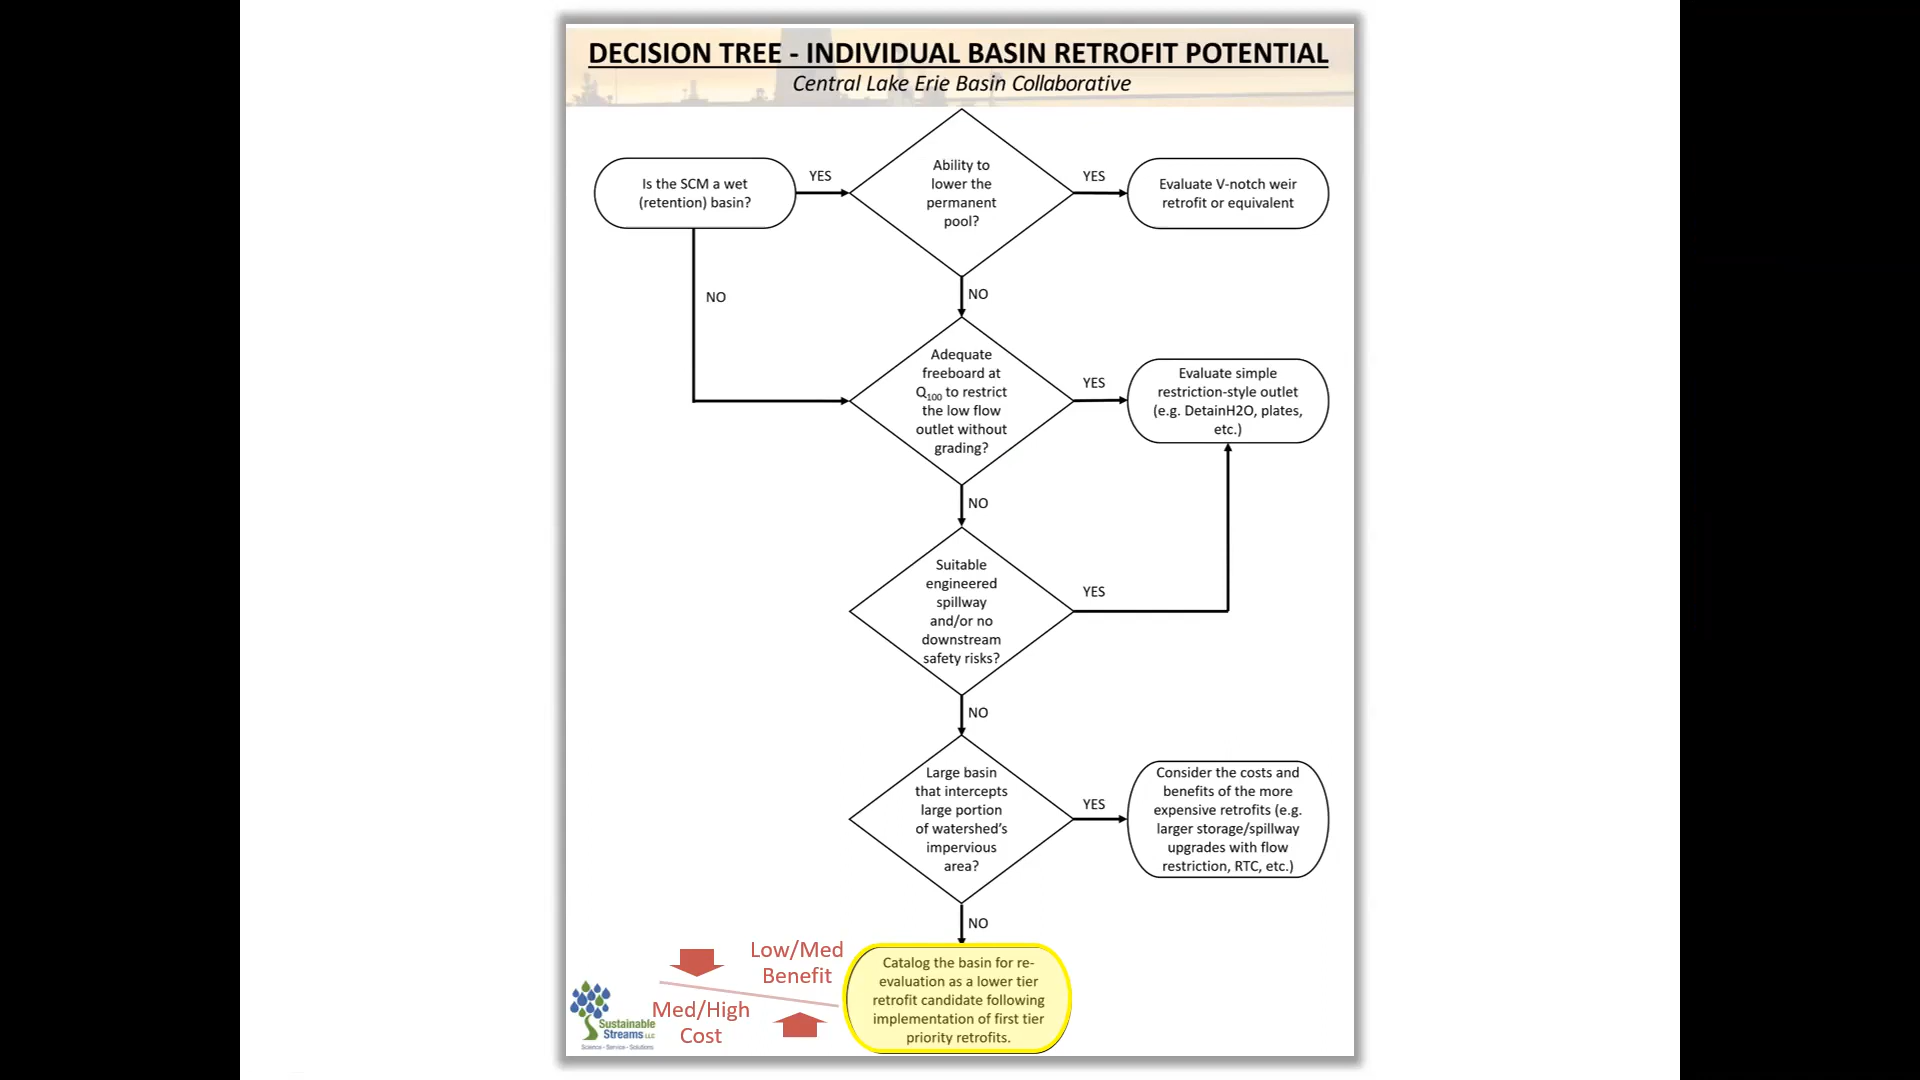 DECISION TREE - INDIVIDUAL BASIN RETROFIT POTENTIAL
Central Lake Erie Basin Collaborative
Is the SCM a wet
(retention) basin?
YES
Ability to
lower the
permanent
pool?
YES
Evaluate V-notch weir
retrofit or equivalent
NO
NO
Adequate
freeboard at
Q100 to restrict
the low flow
outlet without
grading?
YES
Evaluate simple
restriction-style outlet
(e.g. DetainH2O, plates,
etc.)
NO
Suitable
engineered
spillway
and/or no
downstream
safety risks?
YES
NO
Large basin
that intercepts
large portion
of watershed's
impervious
area?
YES
Consider the costs and
benefits of the more
expensive retrofits (e.g.
larger storage/spillway
upgrades with flow
restriction, RTC, etc.)
NO
Low/Med
Benefit
Med/High
Cost
Catalog the basin for re-
evaluation as a lower tier
retrofit candidate following
implementation of first tier
priority retrofits.
Sustainable
Streams LLC
Science - Service - Solutions